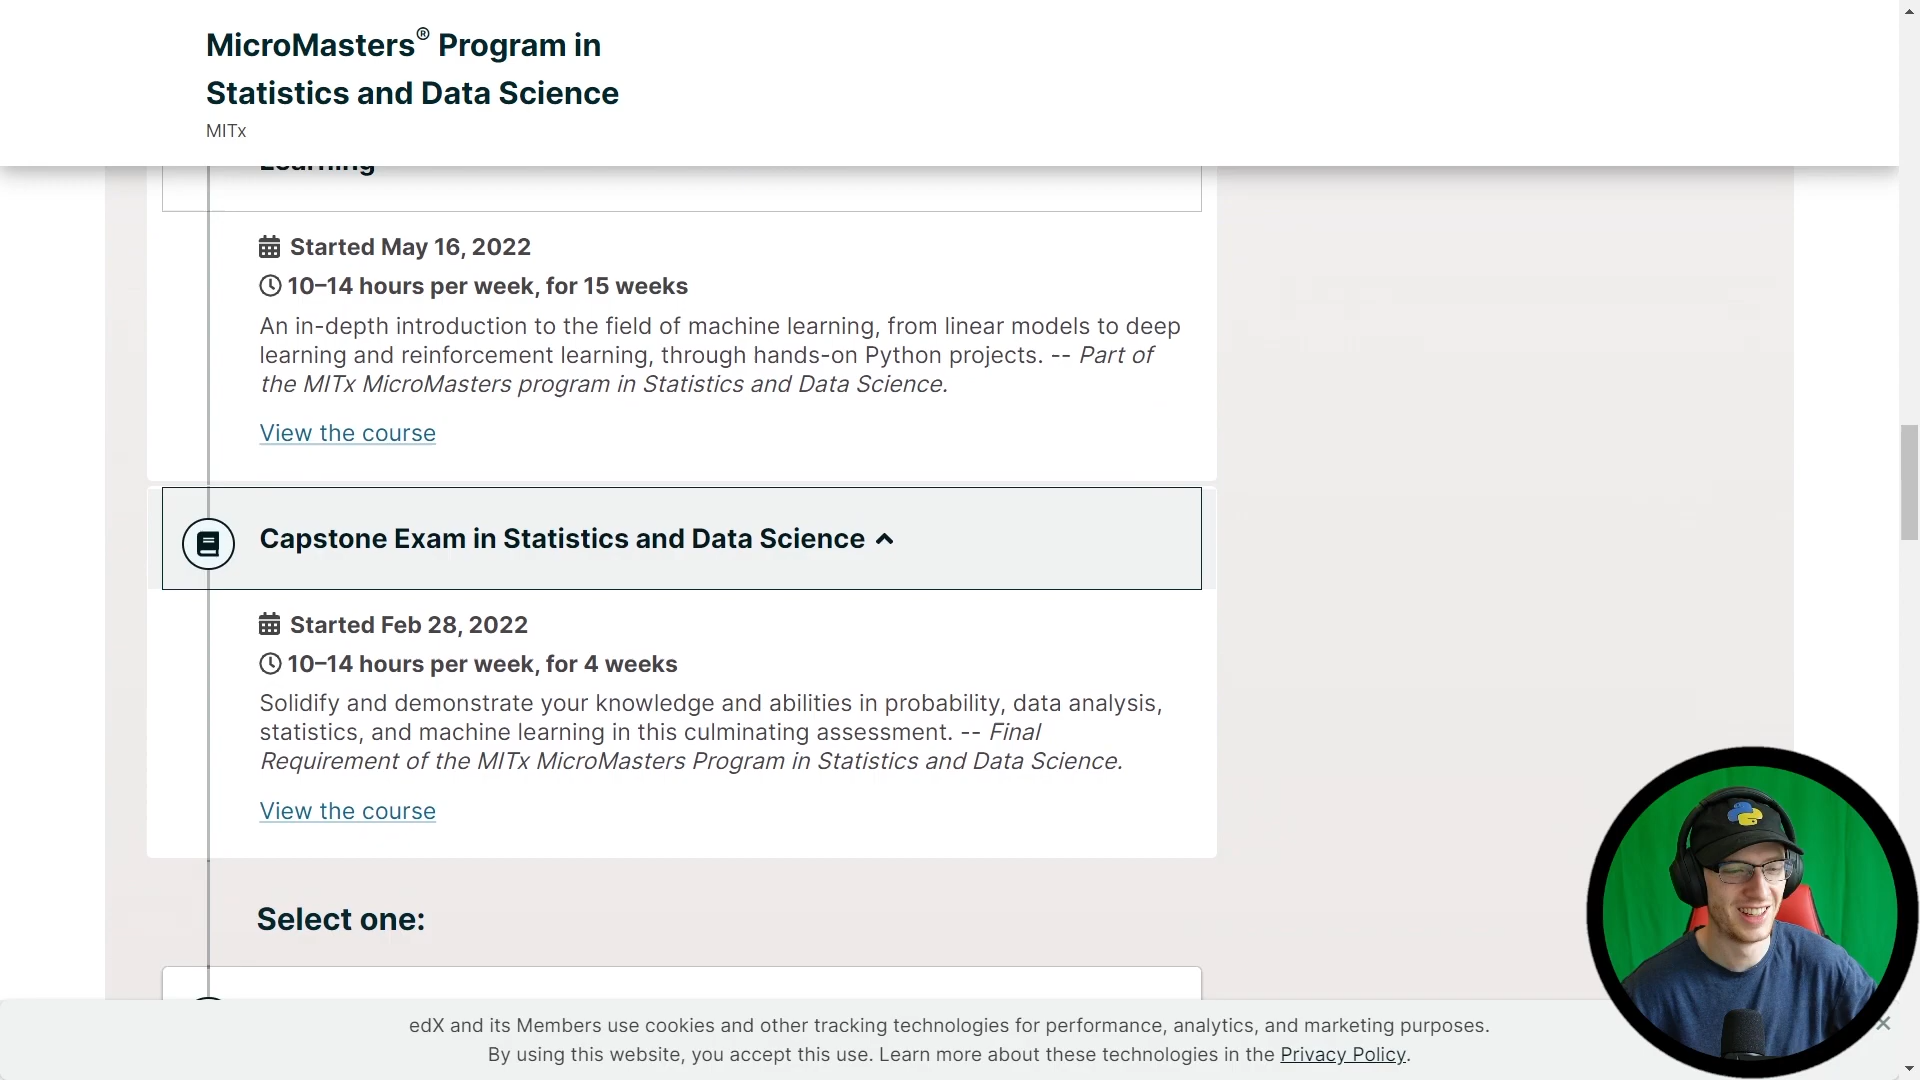 MicroMasters® Program in
Statistics and Data Science
MITx
Learning
Started May 16, 2022
10–14 hours per week, for 15 weeks
An in-depth introduction to the field of machine learning, from linear models to deep
learning and reinforcement learning, through hands-on Python projects. -- Part of
the MITx MicroMasters program in Statistics and Data Science.
View the course
Capstone Exam in Statistics and Data Science
Started Feb 28, 2022
10–14 hours per week, for 4 weeks
Solidify and demonstrate your knowledge and abilities in probability, data analysis,
statistics, and machine learning in this culminating assessment. -- Final
Requirement of the MITx MicroMasters Program in Statistics and Data Science.
View the course
Select one:
edX and its Members use cookies and other tracking technologies for performance, analytics, and marketing purposes.
By using this website, you accept this use. Learn more about these technologies in the Privacy Policy.